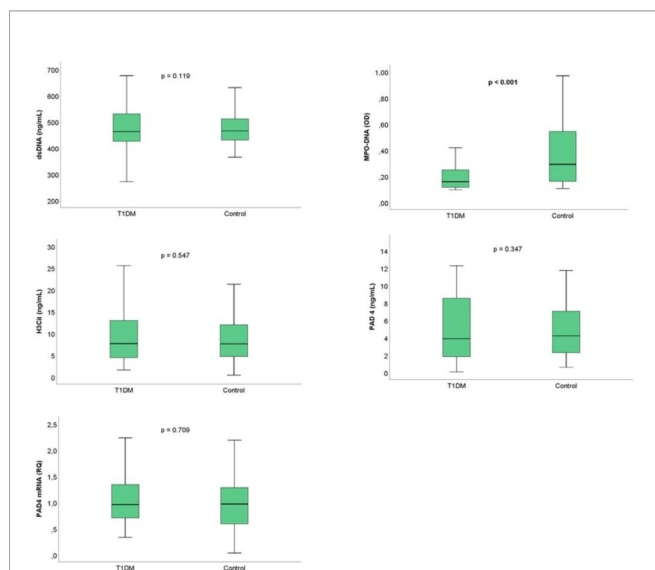 p = 0.119
dsDNA (ng/mL)
700
600
500
400
300
200
T1DM
Control
p < 0.001
MPO-DNA (OD)
1,00
,80
,60
,40
,20
,00
T1DM
Control
p = 0.547
H3Cit (ng/mL)
30
25
20
15
10
5
0
T1DM
Control
p = 0.347
PAD 4 (ng/mL)
14
12
10
8
6
4
2
0
T1DM
Control
p = 0.709
PAD4 mRNA (RQ)
2,5
2,0
1,5
1,0
,5
,0
T1DM
Control